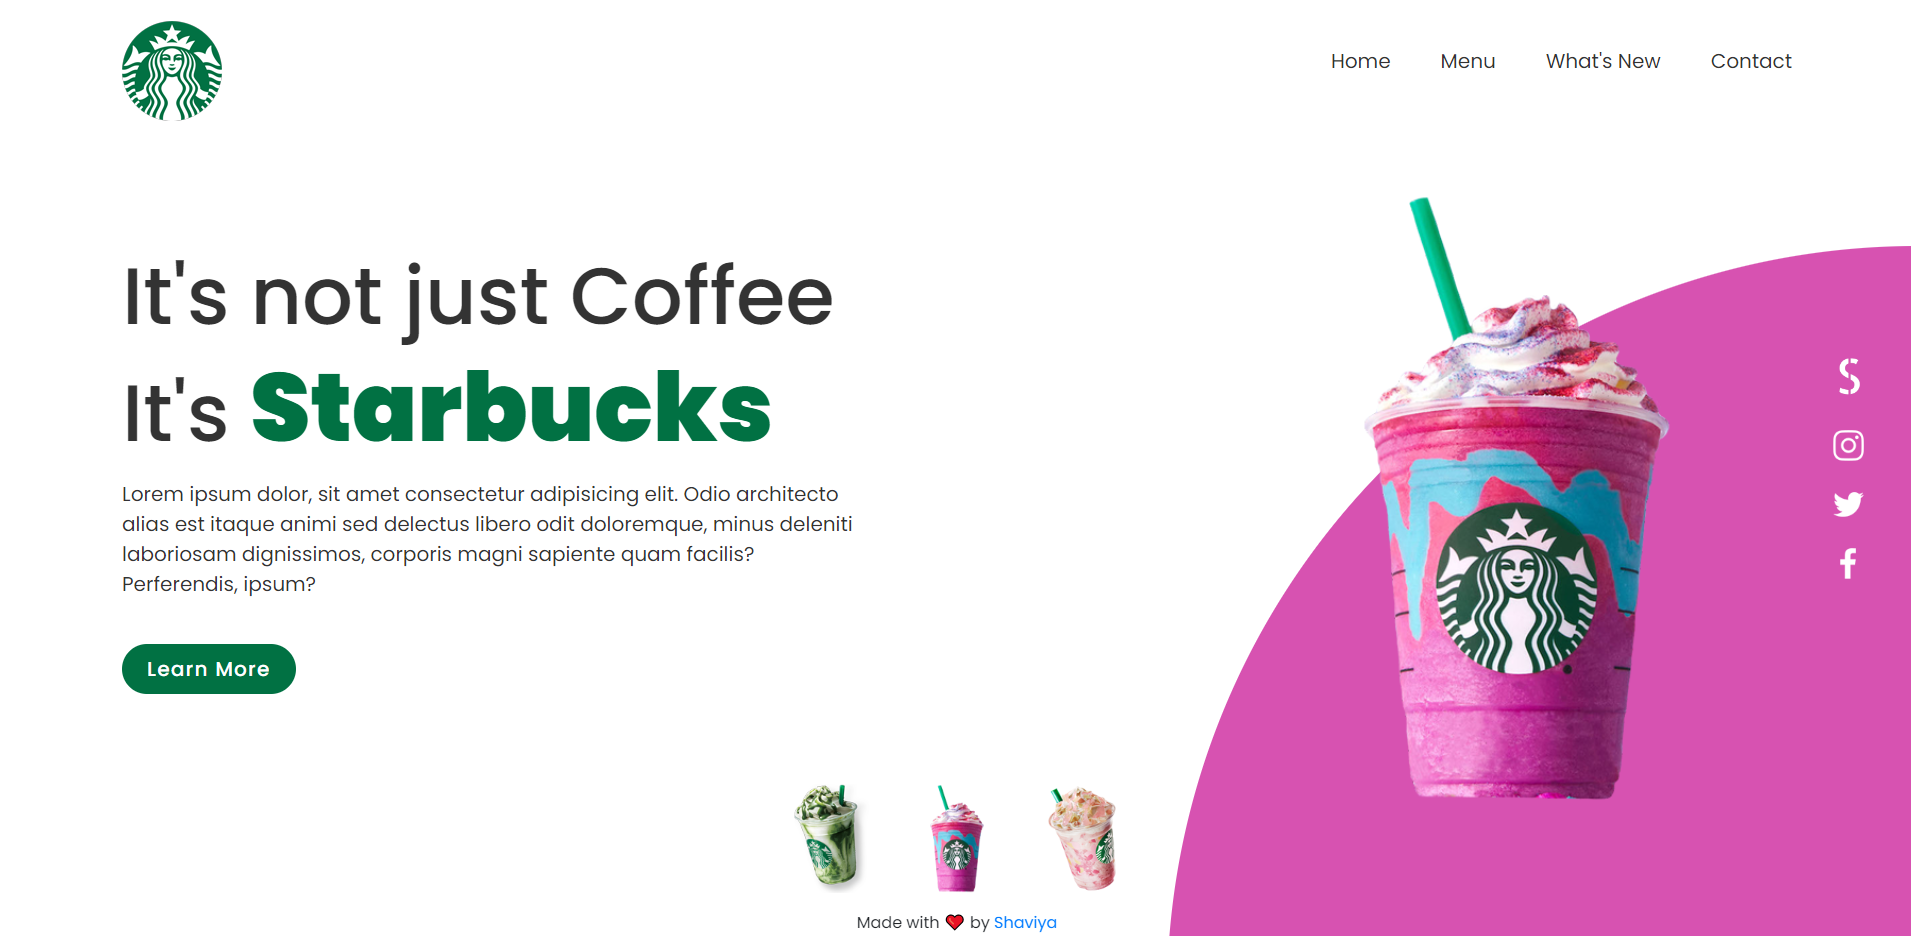 Home Menu What's New Contact
It's not just Coffee
It's Starbucks
Lorem ipsum dolor, sit amet consectetur adipisicing elit. Odio architecto
alias est itaque animi sed delectus libero odit doloremque, minus deleniti
laboriosam dignissimos, corporis magni sapiente quam facilis?
Perferendis, ipsum?
Learn More
Made with ❤ by Shaviya